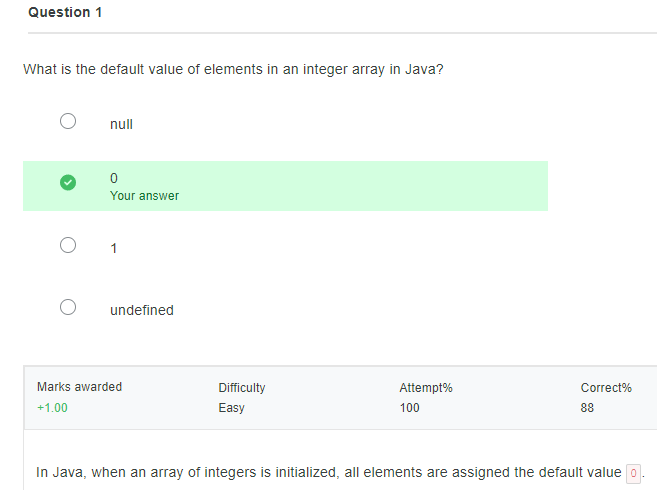 Question 1
What is the default value of elements in an integer array in Java?
null
0
Your answer
1
undefined
Marks awarded Difficulty Attempt% Correct%
+1.00 Easy 100 88
In Java, when an array of integers is initialized, all elements are assigned the default value 0.